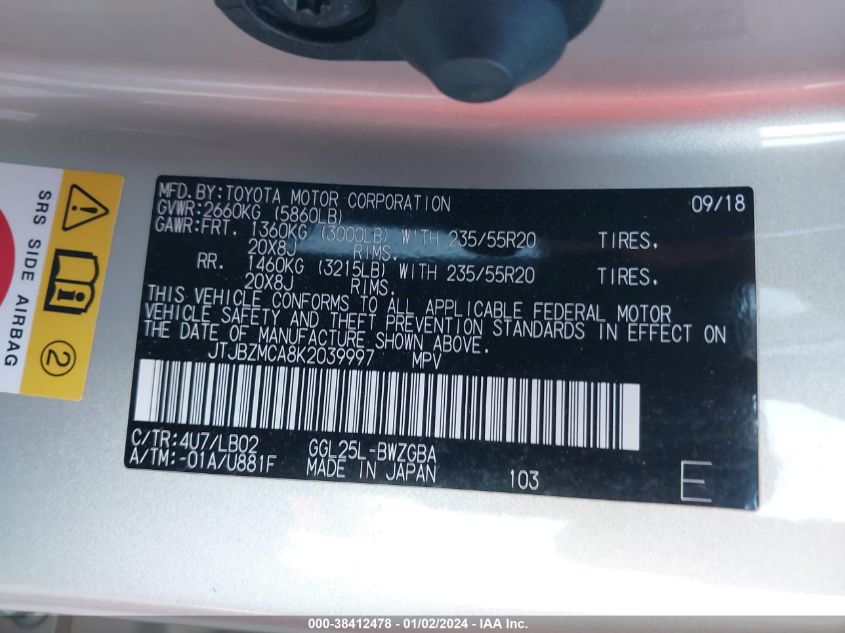 SRS SIDE AIRBAG
2
MFD.BY:TOYOTA MOTOR CORPORATION 09/18
GVWR:2660KG (5860LB)
GAWR:FRT. 1360KG (3000LB) WITH 235/55R20 TIRES,
20X8J RIMS,
RR. 1460KG (3215LB) WITH 235/55R20 TIRES,
20X8J RIMS,
THIS VEHICLE CONFORMS TO ALL APPLICABLE FEDERAL MOTOR
VEHICLE SAFETY AND THEFT PREVENTION STANDARDS IN EFFECT ON
THE DATE OF MANUFACTURE SHOWN ABOVE.
JTJBZMCA8K2039997 MPV
C/TR:4U7/LB02 GGL25L-BWZGBA
A/TM:-01A/U881F MADE IN JAPAN 103 E
000-38412478 - 01/02/2024 - IAA Inc.